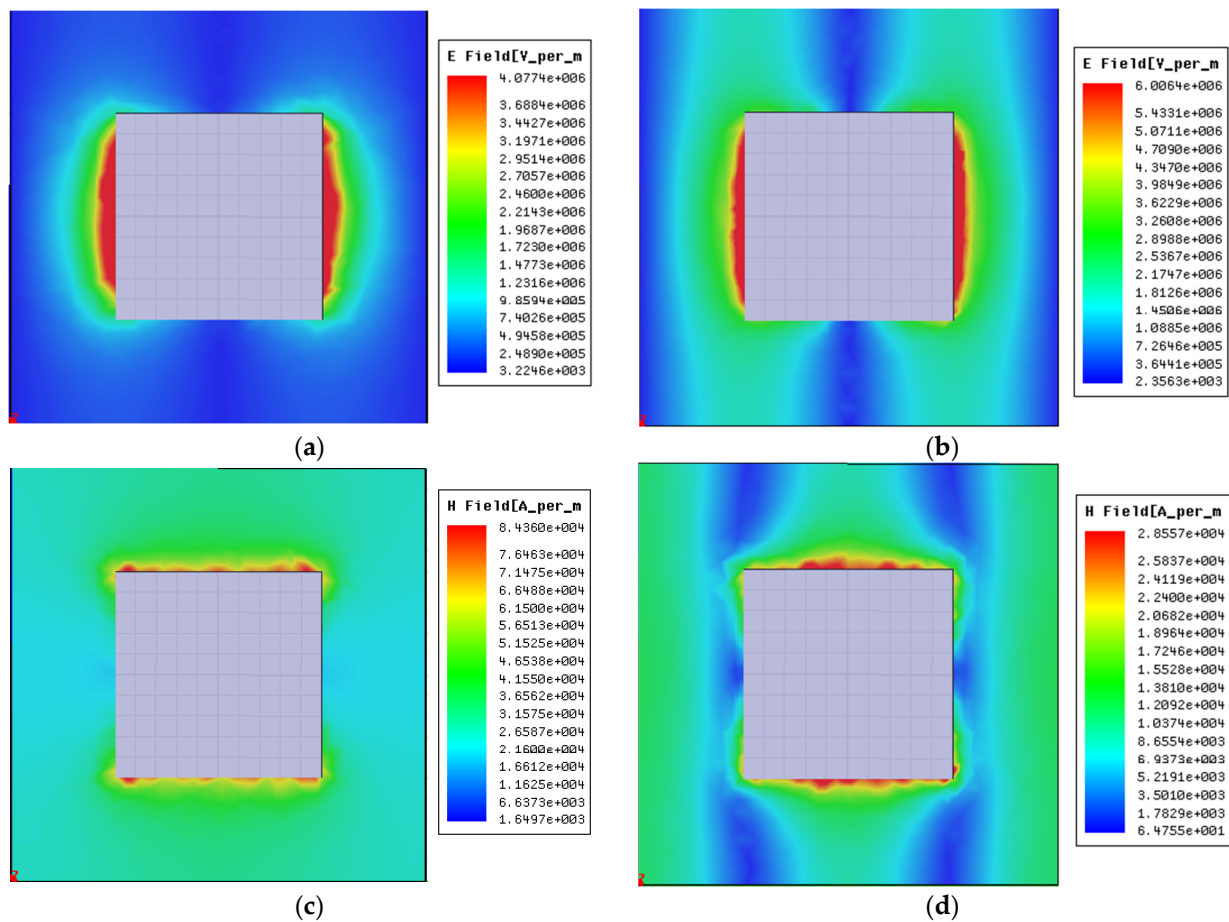 E Field[V_per_m
4.0774e+006
3.6884e+006
3.4427e+006
3.1971e+006
2.9514e+006
2.7057e+006
2.4600e+006
2.2143e+006
1.9687e+006
1.7230e+006
1.4773e+006
1.2316e+006
9.8594e+005
7.4026e+005
4.9458e+005
2.4890e+005
3.2246e+003
(a)
E Field[V_per_m
6.0064e+006
5.4331e+006
5.0711e+006
4.7090e+006
4.3470e+006
3.9849e+006
3.6229e+006
3.2608e+006
2.8988e+006
2.5367e+006
2.1747e+006
1.8126e+006
1.4506e+006
1.0885e+006
7.2646e+005
3.6441e+005
2.3563e+003
(b)
H Field[A_per_m
8.4360e+004
7.6463e+004
7.1475e+004
6.6488e+004
6.1500e+004
5.6513e+004
5.1525e+004
4.6538e+004
4.1550e+004
3.6562e+004
3.1575e+004
2.6587e+004
2.1600e+004
1.6612e+004
1.1625e+004
6.6373e+003
1.6497e+003
(c)
H Field[A_per_m
2.8557e+004
2.5837e+004
2.4119e+004
2.2400e+004
2.0682e+004
1.8964e+004
1.7246e+004
1.5528e+004
1.3810e+004
1.2092e+004
1.0374e+004
8.6554e+003
6.9373e+003
5.2191e+003
3.5010e+003
1.7829e+003
6.4755e+001
(d)